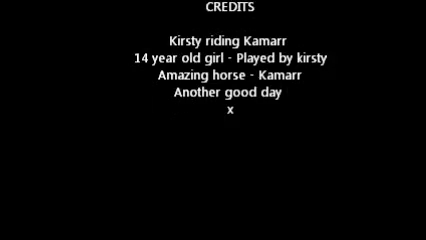 CREDITS
Kirsty riding Kamarr
14 year old girl - Played by kirsty
Amazing horse - Kamarr
Another good day
x